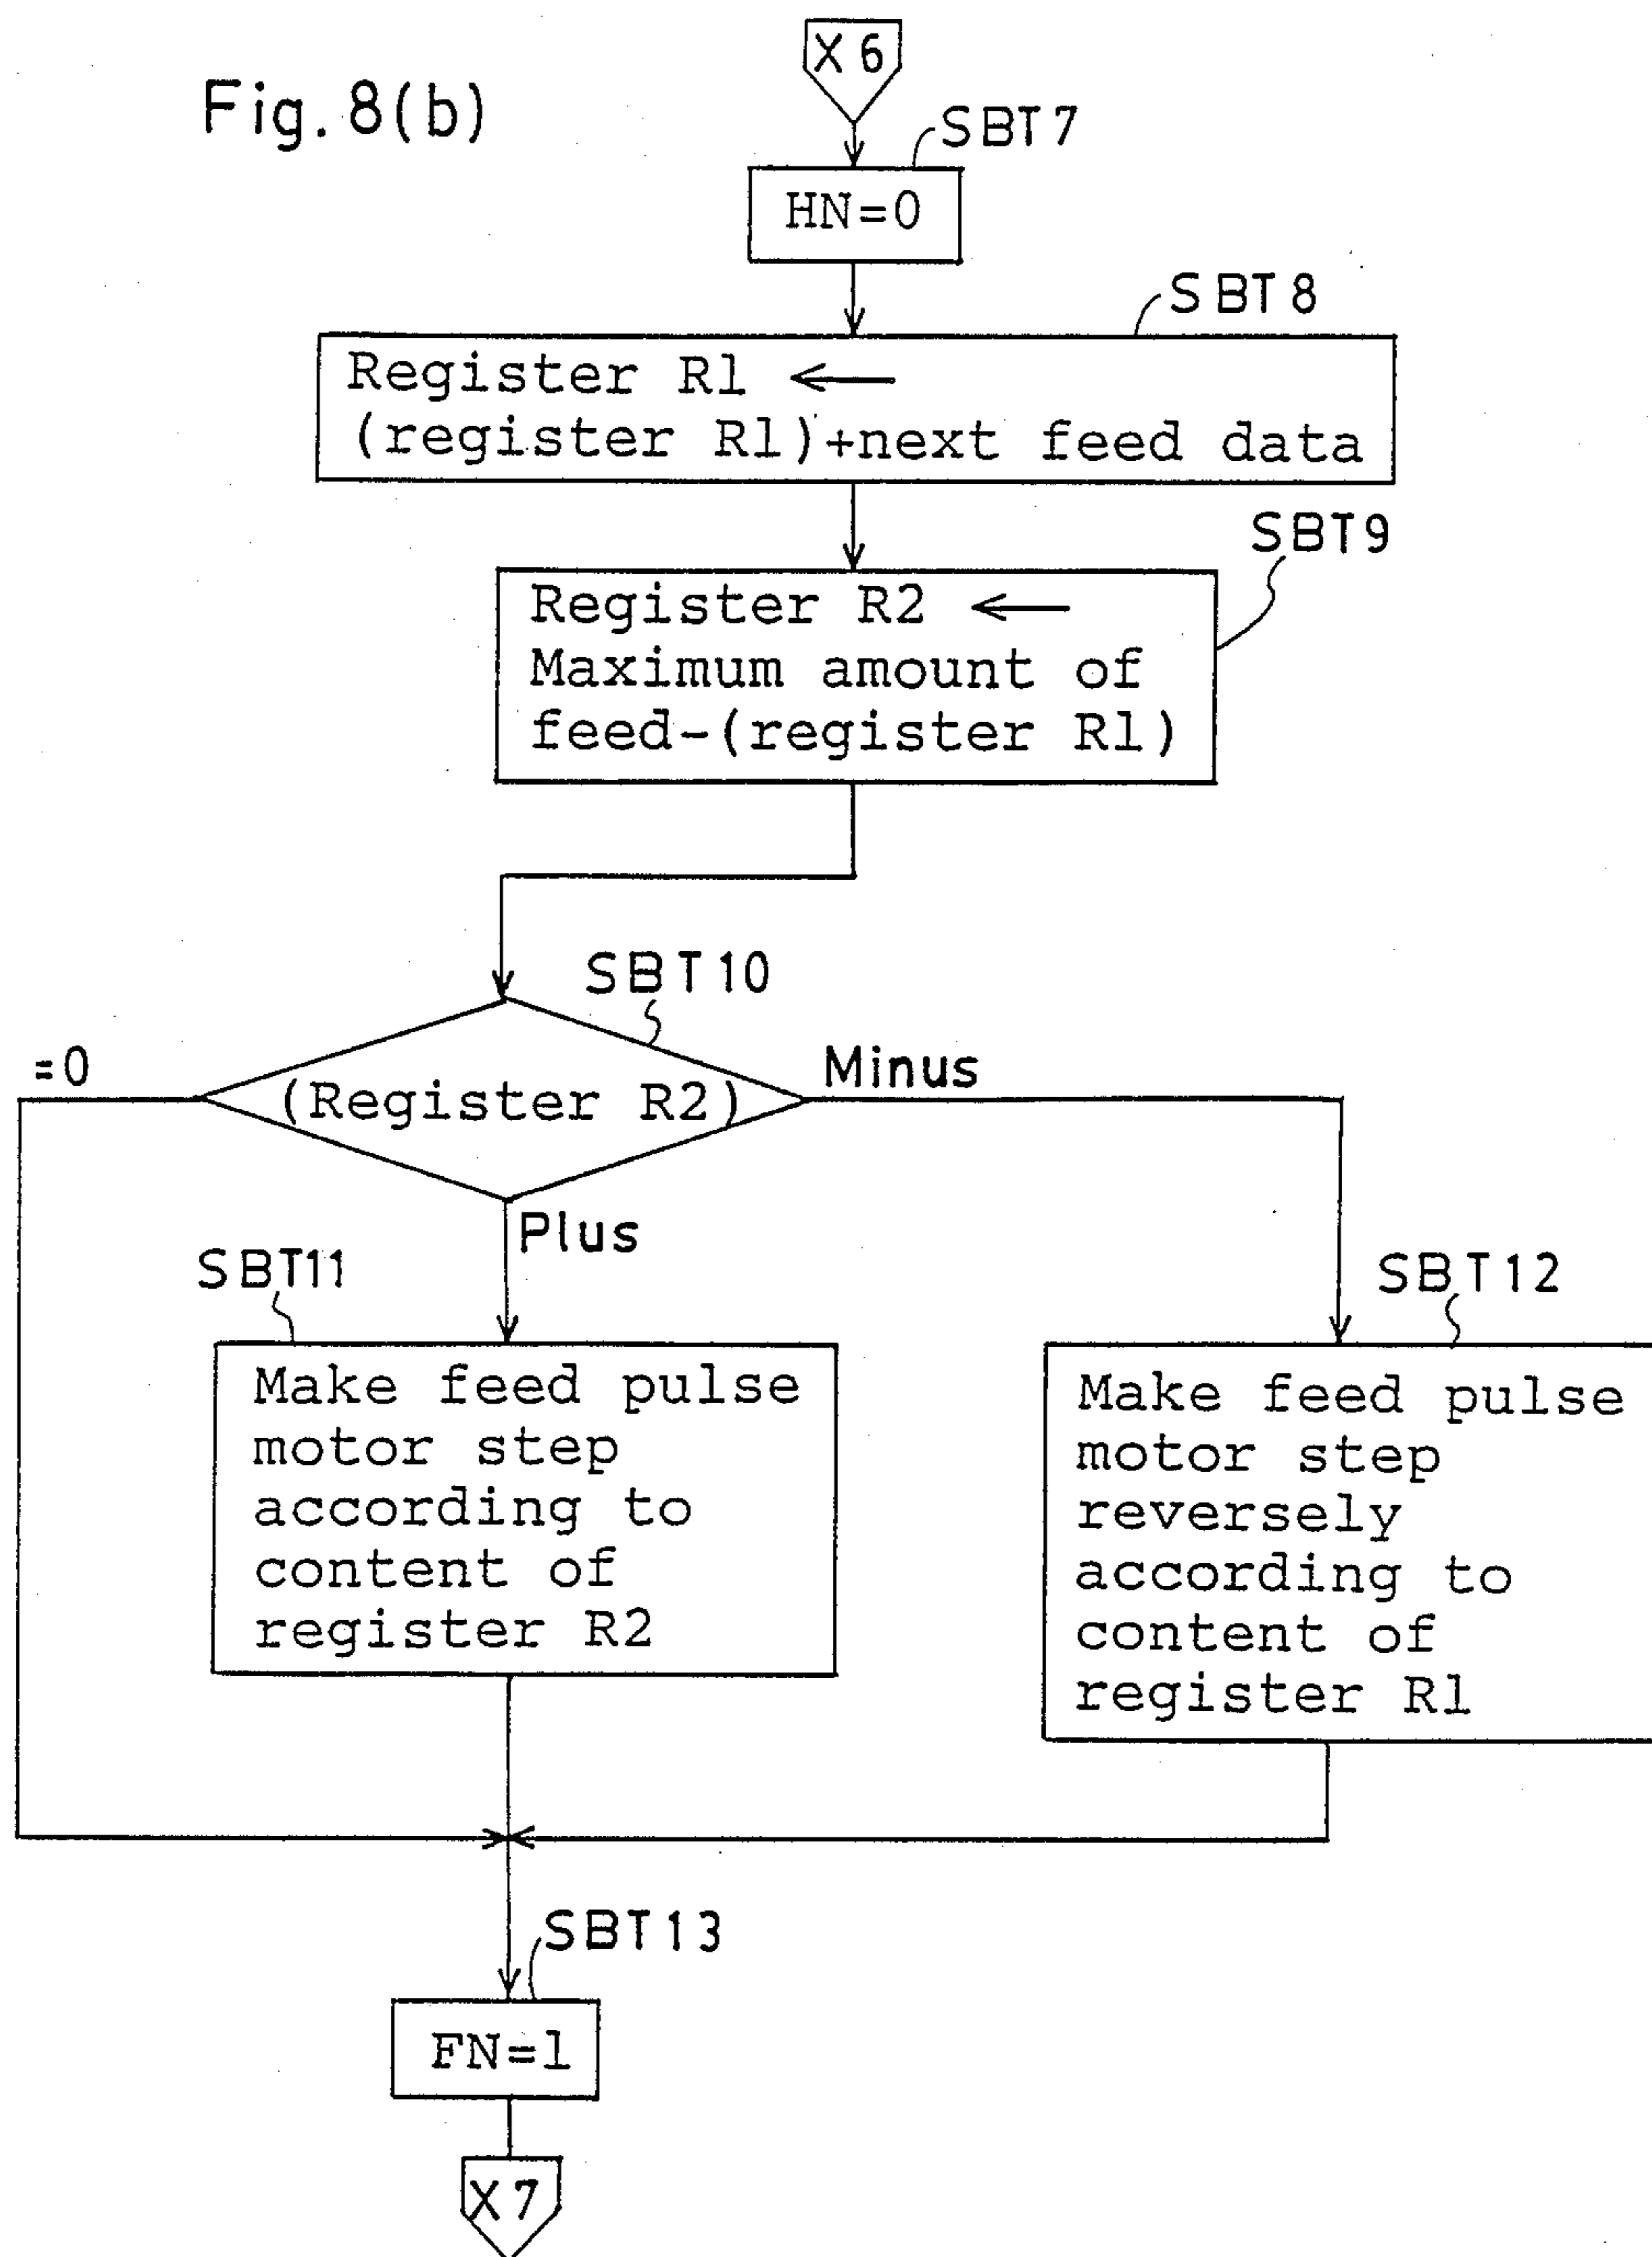 Fig. 8(b)
X6
SBT7
HN=0
SBT8
Register R1 ←
(register R1)+next feed data
SBT9
Register R2 ←
Maximum amount of
feed-(register R1)
SBT10
=0
(Register R2)
Minus
Plus
SBT11
Make feed pulse
motor step
according to
content of
register R2
SBT12
Make feed pulse
motor step
reversely
according to
content of
register R1
SBT13
FN=1
X7